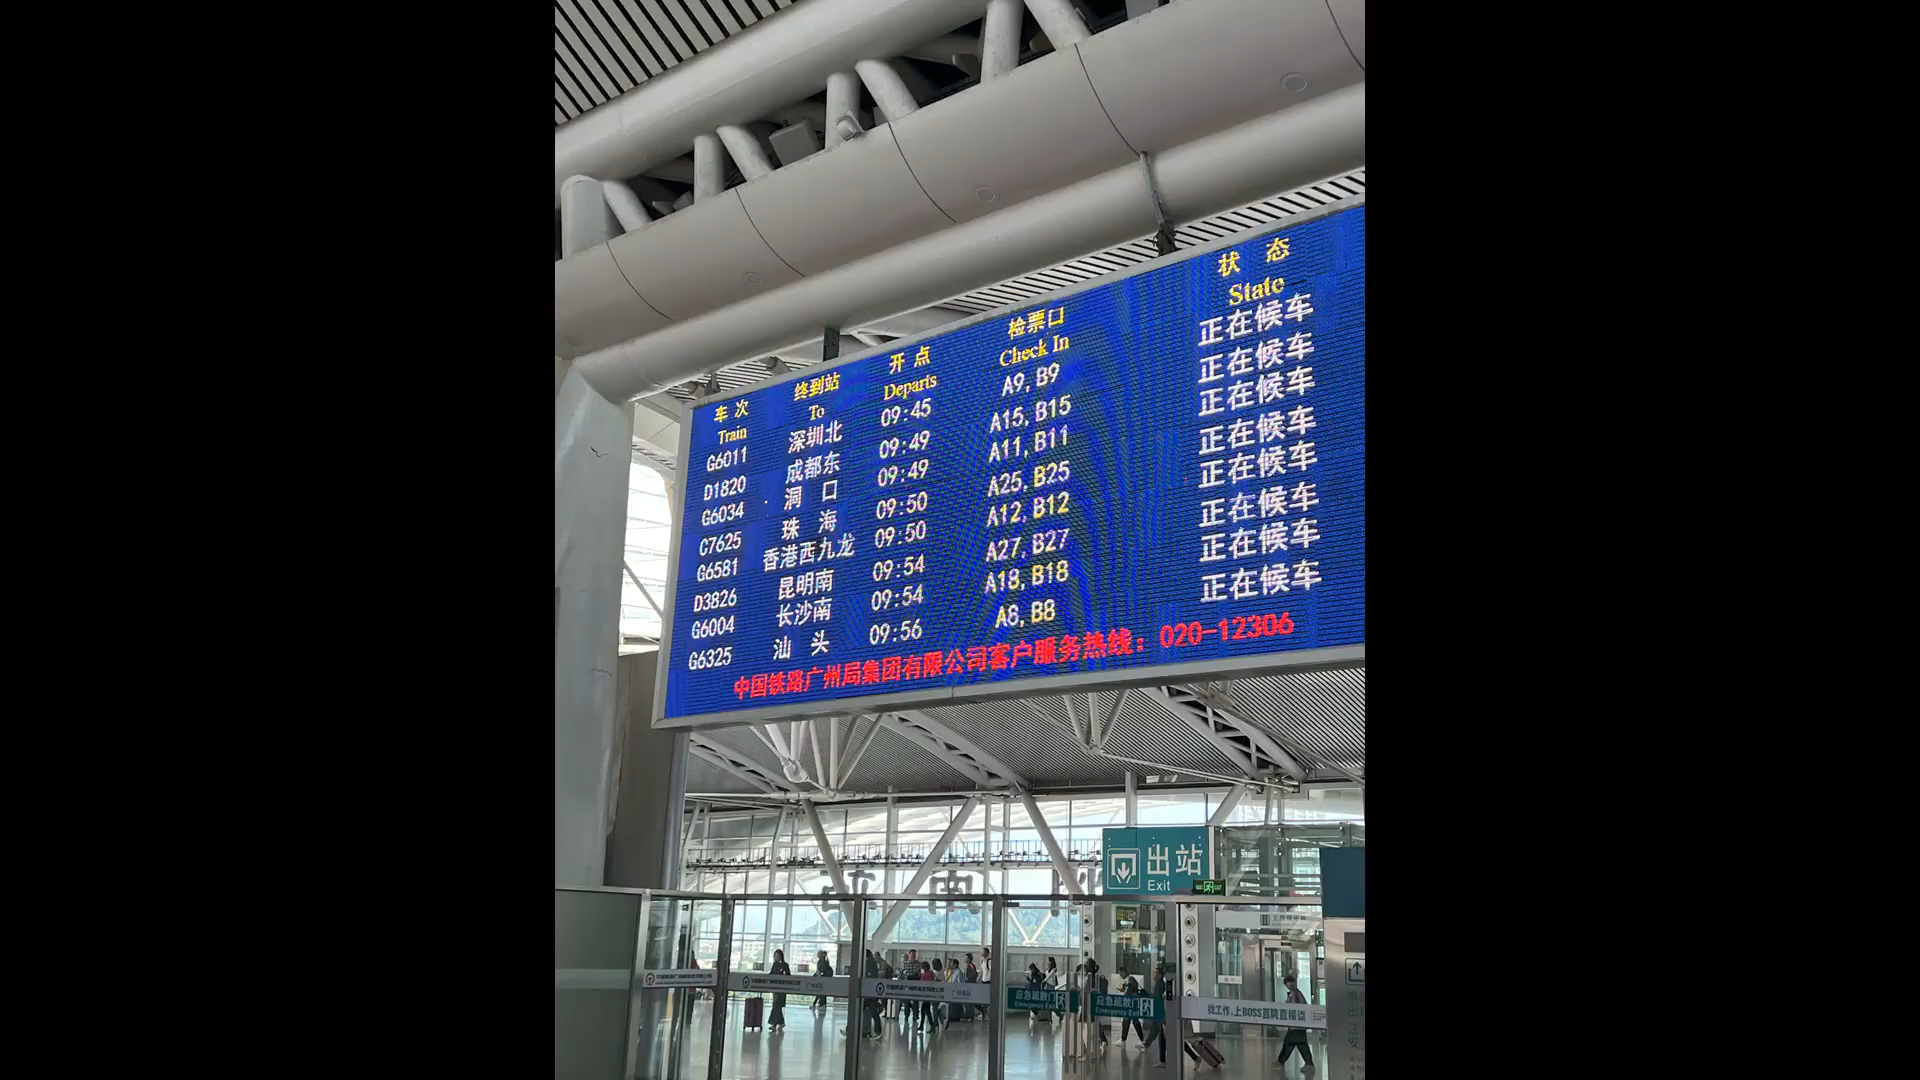 车次 终到站 开点 检票口 状态
Train To Departs Check In State
G6011 深圳北 09:45 A9,B9 正在候车
D1820 成都东 09:49 A15,B15 正在候车
G6034 洞口 09:49 A11,B11 正在候车
C7625 珠海 09:50 A25,B25 正在候车
G6581 香港西九龙 09:50 A12,B12 正在候车
D3826 昆明南 09:54 A27,B27 正在候车
G6004 长沙南 09:54 A18,B18 正在候车
G6325 汕头 09:56 A8,B8 正在候车
中国铁路广州局集团有限公司客户服务热线：020-12306
出站
Exit
应急疏散门
Emergency Exit
应急疏散门
Emergency Exit
找工作,上BOSS直聘直接谈